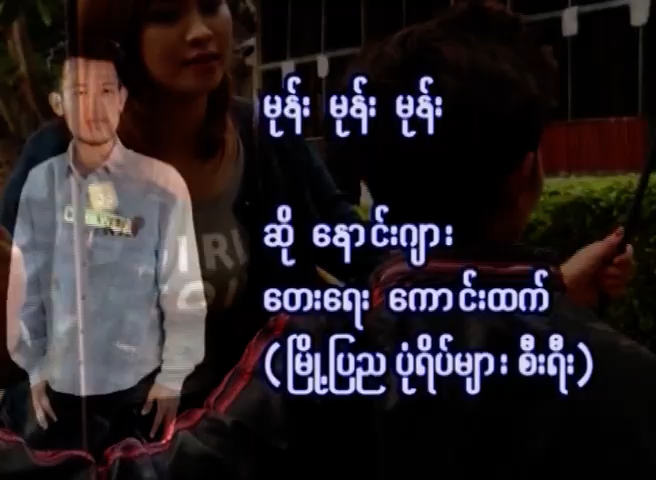 မုန်း မုန်း မုန်း
ဆို နောင်းဂျား
တေးရေး ကောင်းထက်
(မြို့ပြည ပုံရိပ်များ စီးရီး)